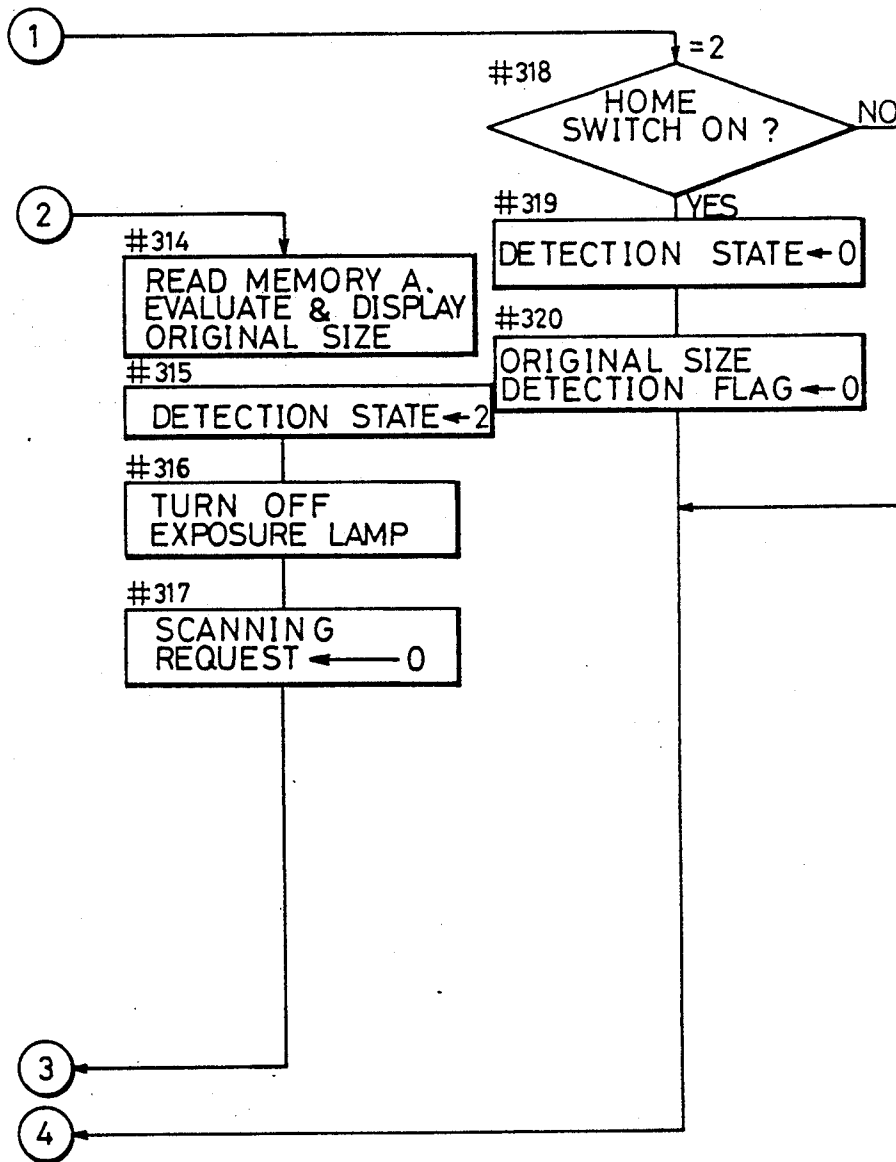 1
=2
#318
HOME
SWITCH ON ?
NO
YES
2
#314
READ MEMORY A.
EVALUATE & DISPLAY
ORIGINAL SIZE
#315
DETECTION STATE←2
#316
TURN OFF
EXPOSURE LAMP
#317
SCANNING
REQUEST ← 0
#319
DETECTION STATE←0
#320
ORIGINAL SIZE
DETECTION FLAG←0
3
4